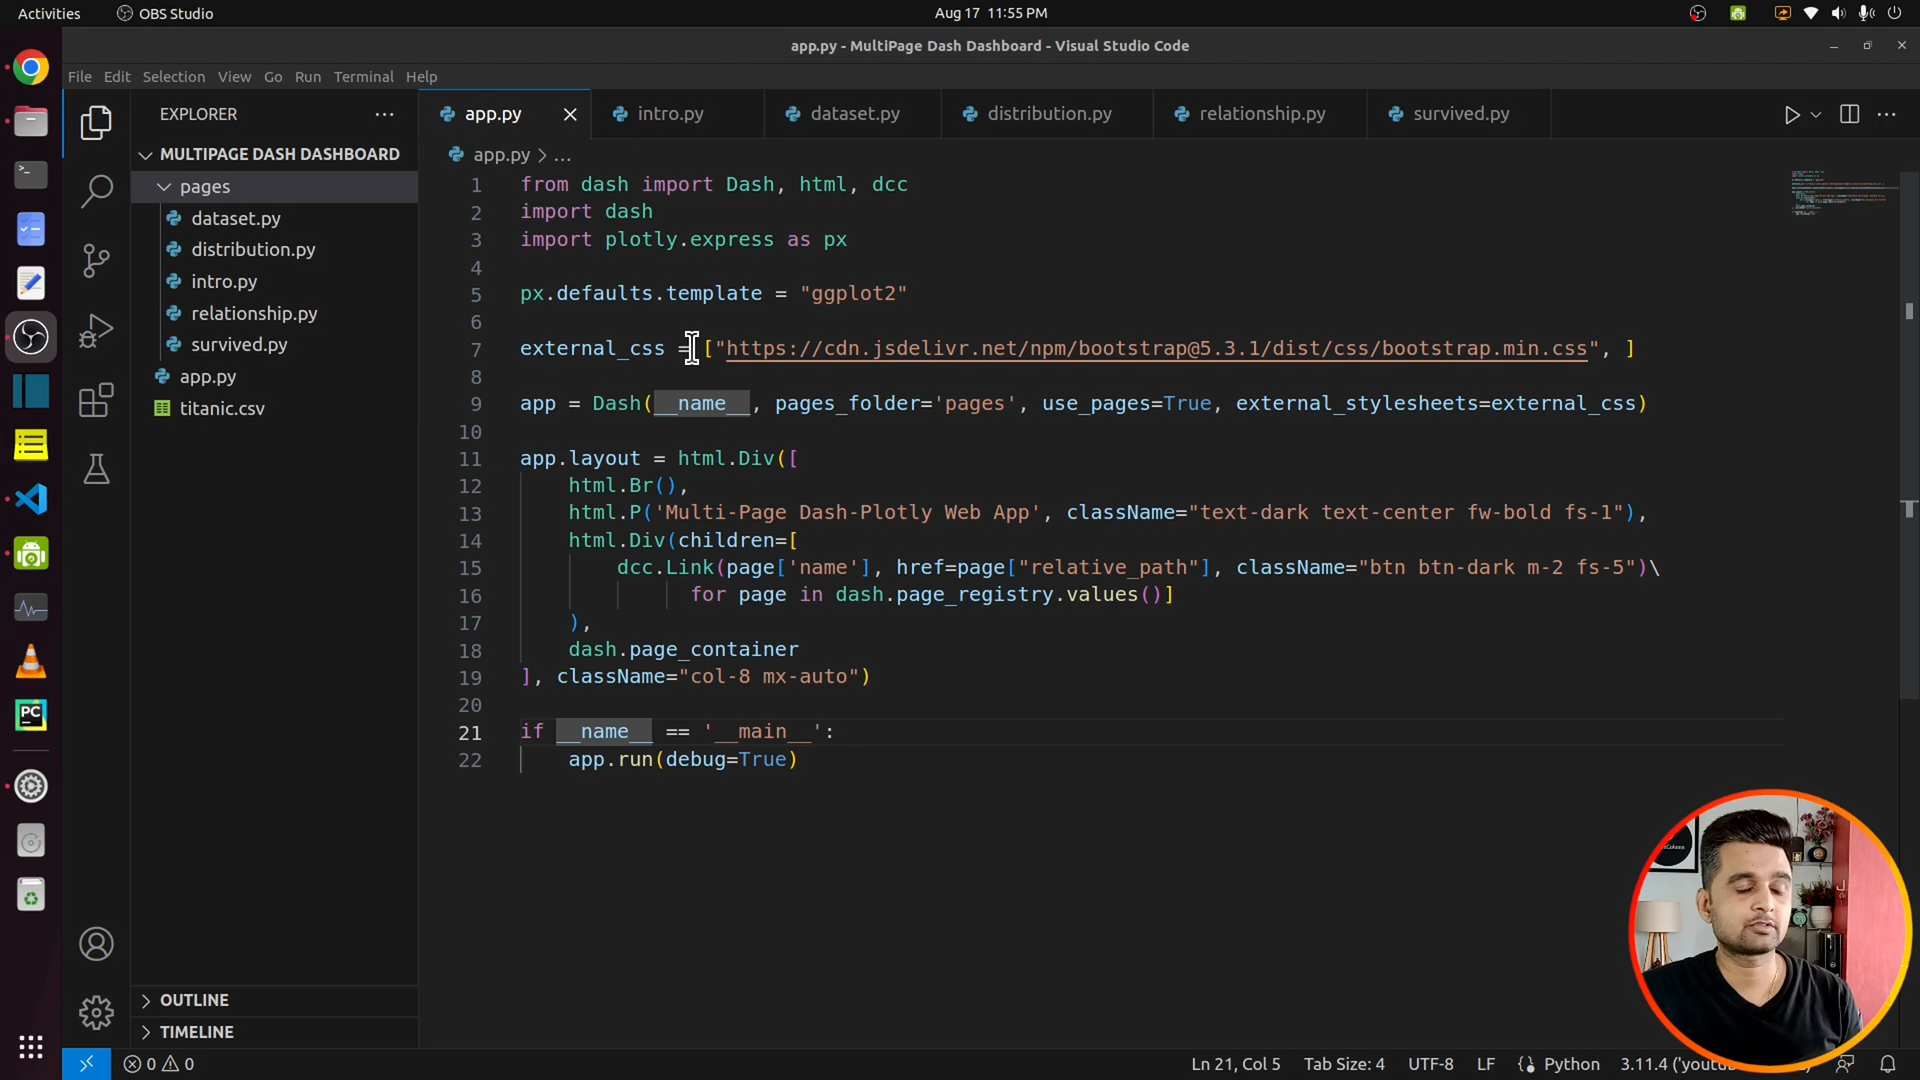 Activities
OBS Studio
Aug 17 11:55 PM
app.py - MultiPage Dash Dashboard - Visual Studio Code
File Edit Selection View Go Run Terminal Help
EXPLORER
MULTIPAGE DASH DASHBOARD
pages
dataset.py
distribution.py
intro.py
relationship.py
survived.py
app.py
titanic.csv
OUTLINE
TIMELINE
app.py
intro.py
dataset.py
distribution.py
relationship.py
survived.py
app.py > ...
1 from dash import Dash, html, dcc
2 import dash
3 import plotly.express as px
4
5 px.defaults.template = "ggplot2"
6
7 external_css = ["https://cdn.jsdelivr.net/npm/bootstrap@5.3.1/dist/css/bootstrap.min.css", ]
8
9 app = Dash(__name__, pages_folder='pages', use_pages=True, external_stylesheets=external_css)
10
11 app.layout = html.Div([
12 html.Br(),
13 html.P('Multi-Page Dash-Plotly Web App', className="text-dark text-center fw-bold fs-1"),
14 html.Div(children=[
15 dcc.Link(page['name'], href=page["relative_path"], className="btn btn-dark m-2 fs-5")\
16 for page in dash.page_registry.values()]
17 ),
18 dash.page_container
19 ], className="col-8 mx-auto")
20
21 if __name__ == '__main__':
22 app.run(debug=True)
PC
0 0
Ln 21, Col 5
Tab Size: 4
UTF-8
LF
Python
3.11.4